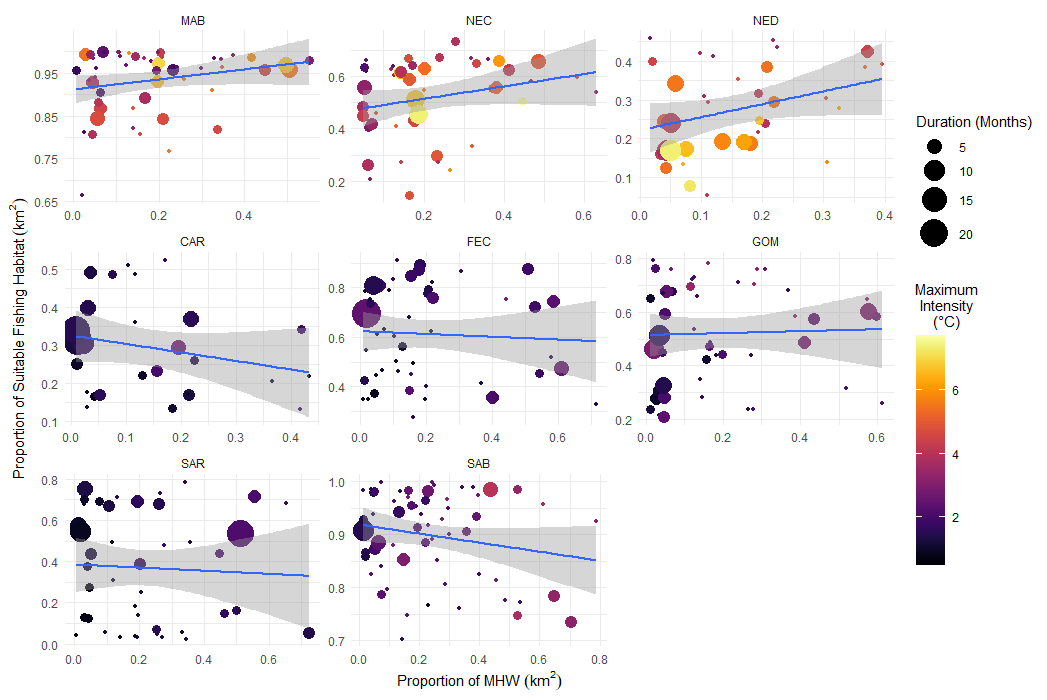 MAB NEC NED
0.95
0.85
0.75
0.65
0.6
0.4
0.2
0.4
0.3
0.2
0.1
0.0 0.2 0.4
0.2 0.4 0.6
0.0 0.1 0.2 0.3 0.4
CAR FEC GOM
0.5
0.4
0.3
0.2
0.1
0.8
0.6
0.4
0.8
0.6
0.4
0.2
0.0 0.1 0.2 0.3 0.4
0.0 0.2 0.4 0.6
0.0 0.2 0.4 0.6
SAR SAB
0.8
0.6
0.4
0.2
0.0
1.0
0.9
0.8
0.7
0.0 0.2 0.4 0.6
0.0 0.2 0.4 0.6 0.8
Proportion of Suitable Fishing Habitat (km²)
Proportion of MHW (km²)
Duration (Months)
5
10
15
20
Maximum
Intensity
(°C)
6
4
2